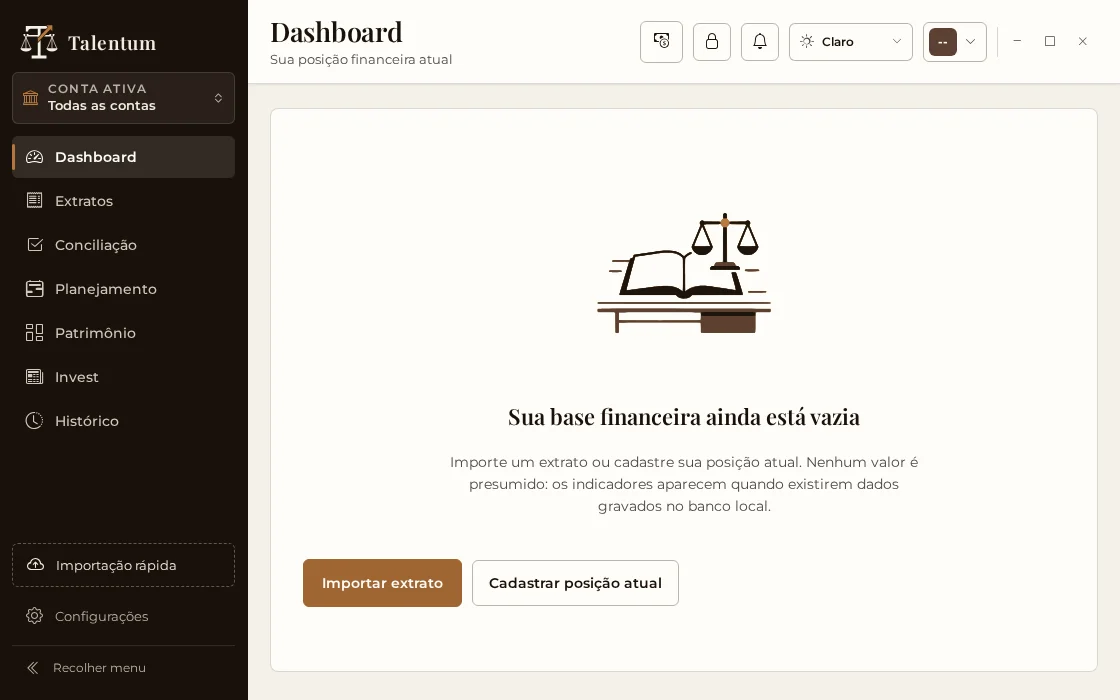 Talentum
CONTA ATIVA
Todas as contas
Dashboard
Extratos
Conciliação
Planejamento
Patrimônio
Invest
Histórico
Importação rápida
Configurações
Recolher menu
Dashboard
Sua posição financeira atual
Claro
--
Sua base financeira ainda está vazia
Importe um extrato ou cadastre sua posição atual. Nenhum valor é
presumido: os indicadores aparecem quando existirem dados
gravados no banco local.
Importar extrato
Cadastrar posição atual